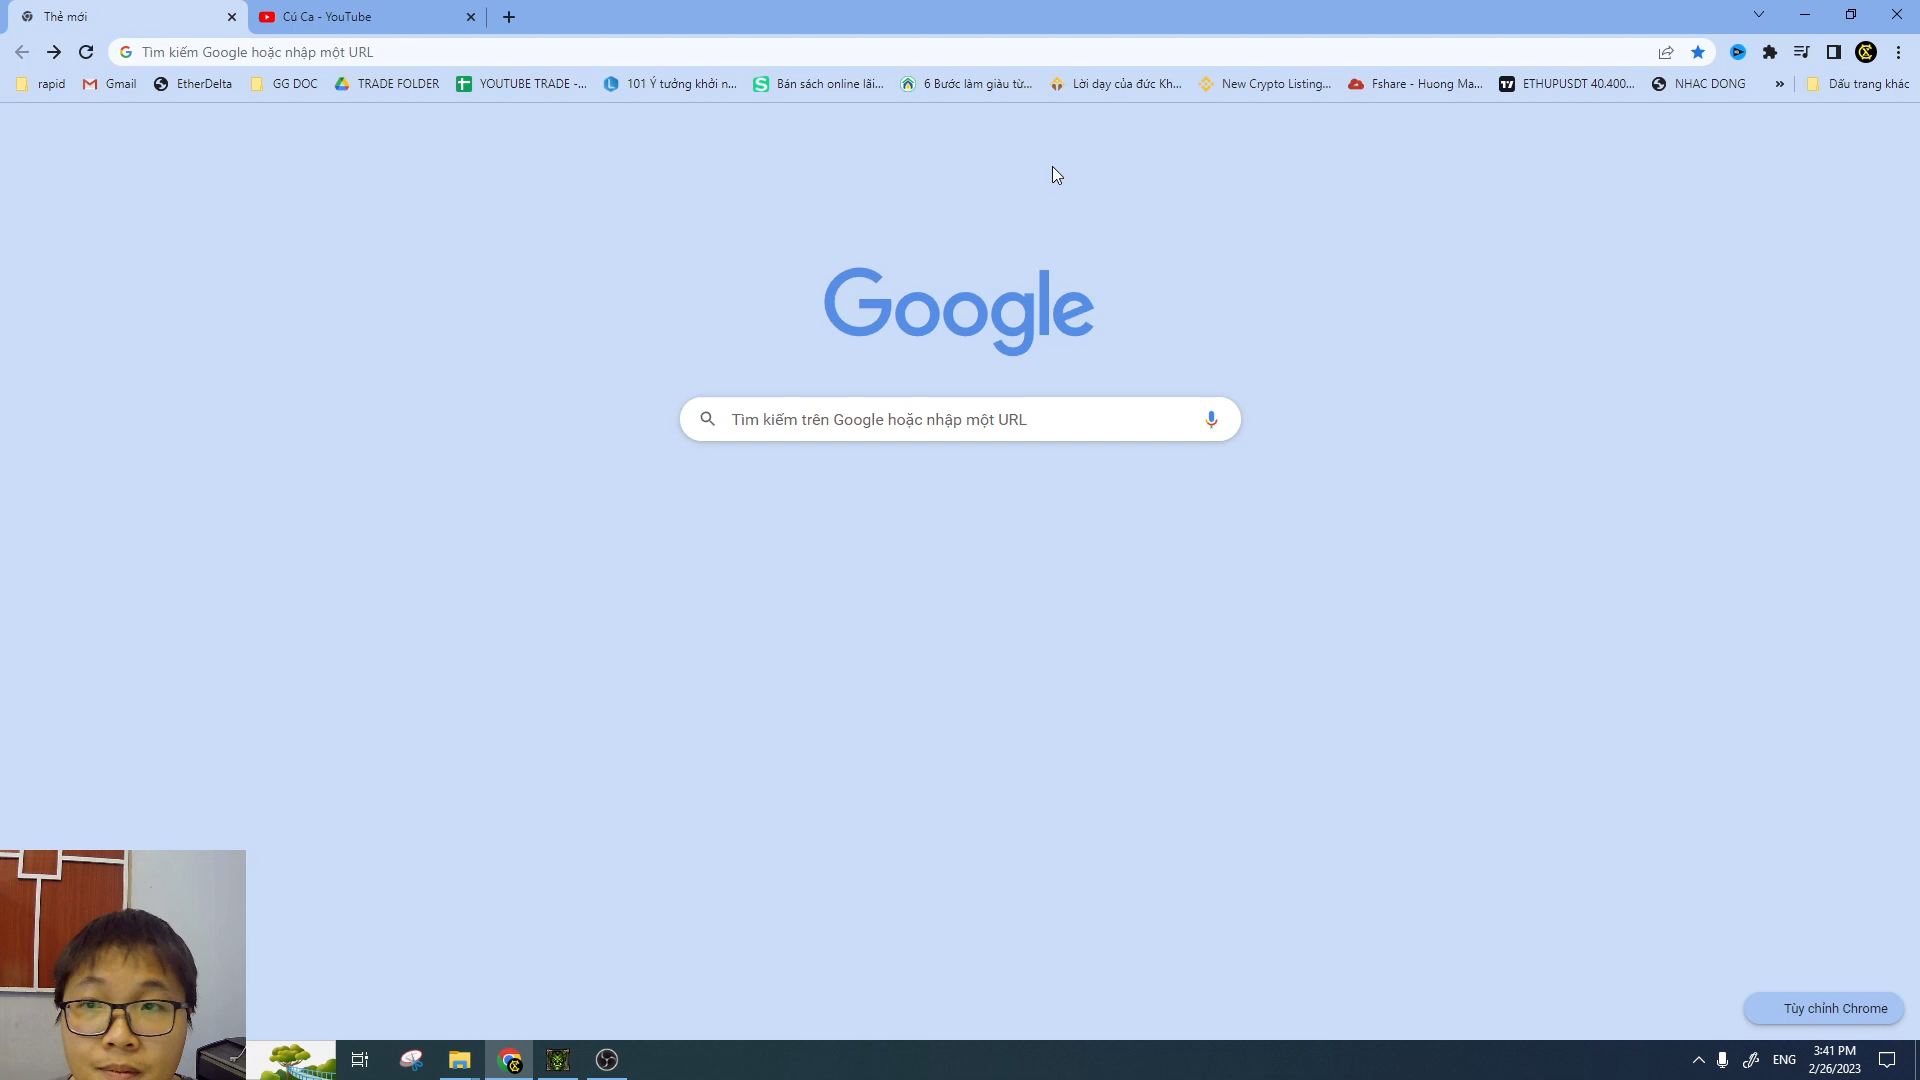 Thẻ mới
Cú Ca - YouTube
Tìm kiếm Google hoặc nhập một URL
rapid
Gmail
EtherDelta
GG DOC
TRADE FOLDER
YOUTUBE TRADE -...
101 Ý tưởng khởi n...
Bán sách online lãi...
6 Bước làm giàu từ...
Lời dạy của đức Kh...
New Crypto Listing...
Fshare - Huong Ma...
ETHUPUSDT 40.400...
NHAC DONG
»
Dấu trang khác
Google
Tìm kiếm trên Google hoặc nhập một URL
Tùy chỉnh Chrome
ENG
3:41 PM
2/26/2023